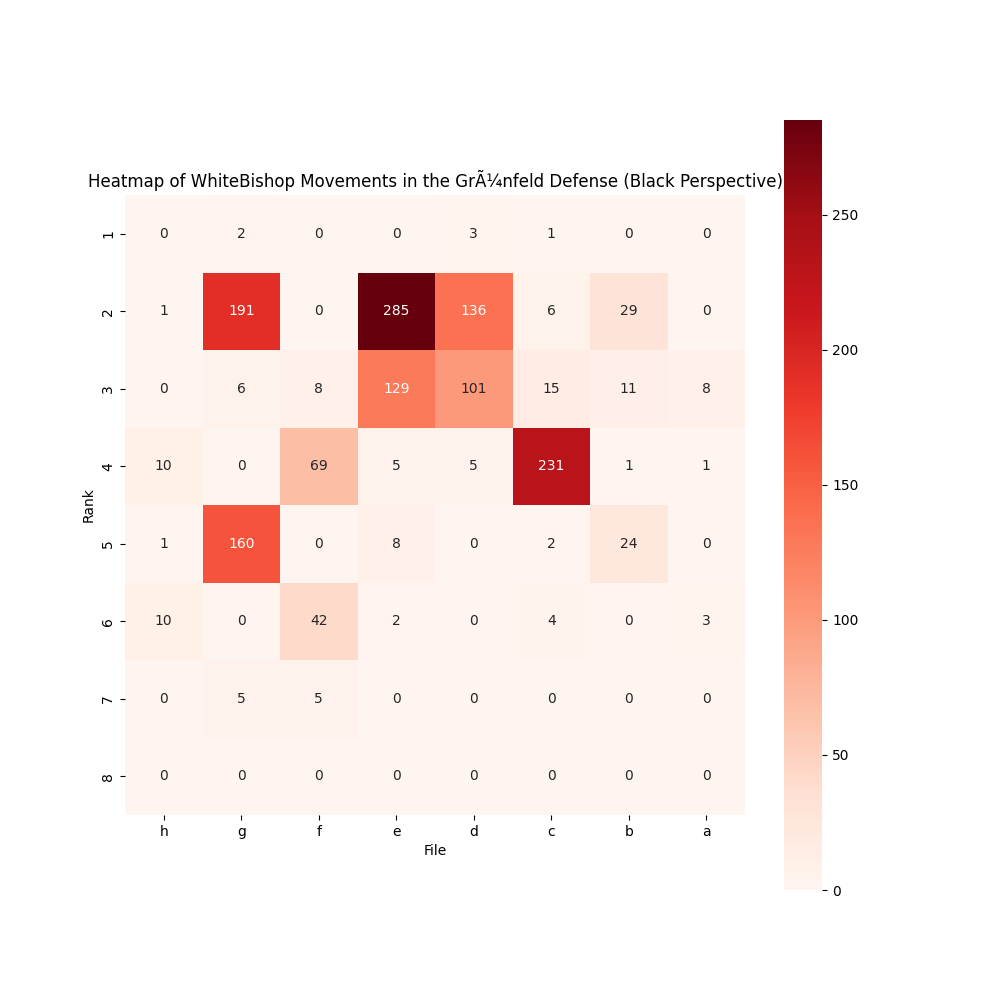 Heatmap of WhiteBishop Movements in the GrÃ¼nfeld Defense (Black Perspective)
1 0 2 0 0 3 1 0 0
2 1 191 0 285 136 6 29 0
3 0 6 8 129 101 15 11 8
4 10 0 69 5 5 231 1 1
5 1 160 0 8 0 2 24 0
6 10 0 42 2 0 4 0 3
7 0 5 5 0 0 0 0 0
8 0 0 0 0 0 0 0 0
h g f e d c b a
File
Rank
250
200
150
100
50
0